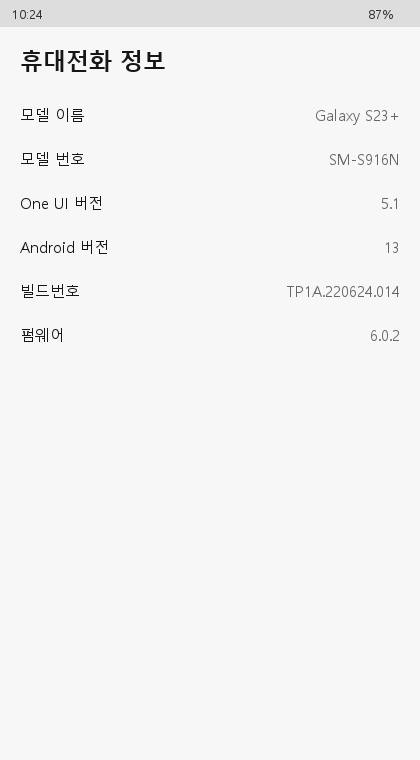 10:24 87%
휴대전화 정보
모델 이름 Galaxy S23+
모델 번호 SM-S916N
One UI 버전 5.1
Android 버전 13
빌드번호 TP1A.220624.014
펌웨어 6.0.2